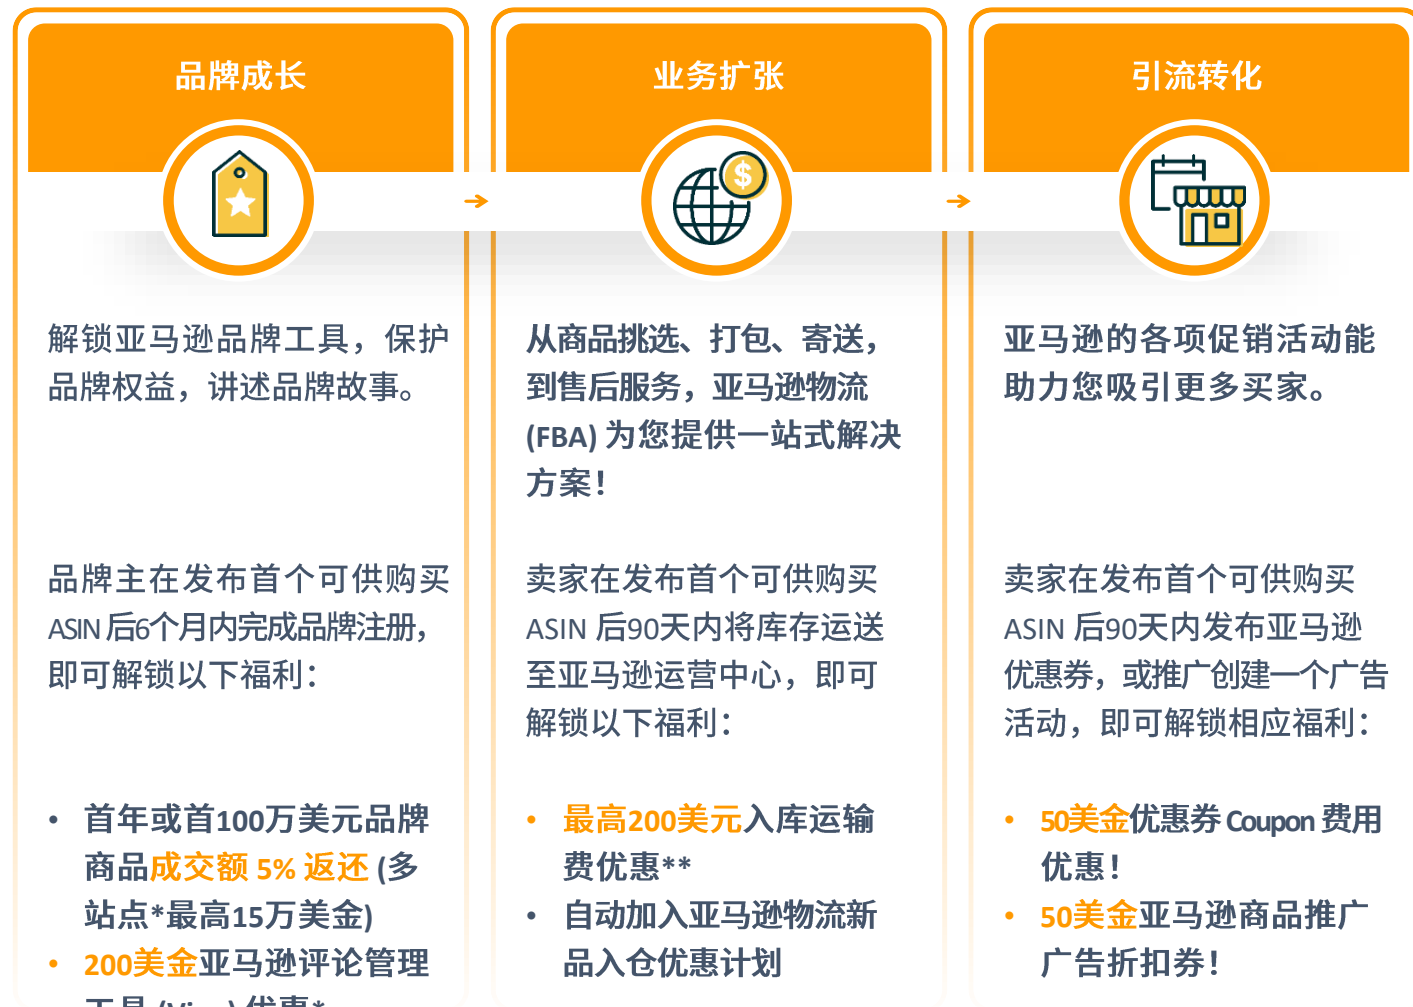 品牌成长
解锁亚马逊品牌工具，保护
品牌权益，讲述品牌故事。
品牌主在发布首个可供购买
ASIN 后6个月内完成品牌注册，
即可解锁以下福利：
• 首年或首100万美元品牌
商品成交额 5% 返还 (多
站点*最高15万美金)
• 200美金亚马逊评论管理
工具 (Vine) 优惠*
业务扩张
从商品挑选、打包、寄送，
到售后服务，亚马逊物流
(FBA) 为您提供一站式解决
方案！
卖家在发布首个可供购买
ASIN 后90天内将库存运送
至亚马逊运营中心，即可
解锁以下福利：
• 最高200美元入库运输
费优惠**
• 自动加入亚马逊物流新
品入仓优惠计划
引流转化
亚马逊的各项促销活动能
助力您吸引更多买家。
卖家在发布首个可供购买
ASIN 后90天内发布亚马逊
优惠券，或推广创建一个广告
活动，即可解锁相应福利：
• 50美金优惠券 Coupon 费用
优惠！
• 50美金亚马逊商品推广
广告折扣券！